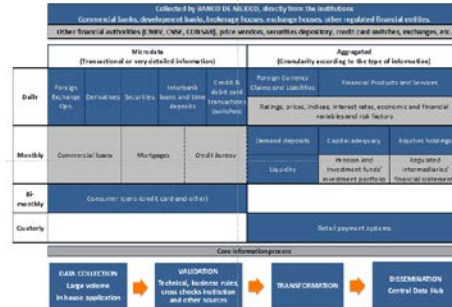 Collected by BANCO DE MÉXICO, directly from the institutions
Commercial banks, development banks, brokerage houses, exchange houses, other regulated financial entities.
Other financial authorities (CNBV, CNSF, CONSAR), price vendors, securities depository, credit card switches, exchanges, etc.
Microdata
(Transactional or very detailed information)
Aggregated
(Granularity according to the type of information)
Daily
Foreign
Exchange
Ops.
Derivatives
Securities
Interbank
loans and time
deposits
Credit &
debit card
transactions
(switches)
Foreign Currency
Claims and Liabilities
Financial Products and Services
Ratings, prices, indices, interest rates, economic and financial
variables and risk factors
Monthly
Commercial loans
Mortgages
Credit bureau
Demand deposits
Capital adequacy
Equities holdings
Liquidity
Pension and
investment funds'
investment portfolio
Regulated
intermediaries'
financial statements
Bi-
monthly
Consumer loans (credit card and other)
Quarterly
Retail payment systems
Core information process
DATA COLLECTION
Large volume
In house application
VALIDATION
Technical, business rules,
cross checks institution
and other sources
TRANSFORMATION
DISSEMINATION
Central Data Hub